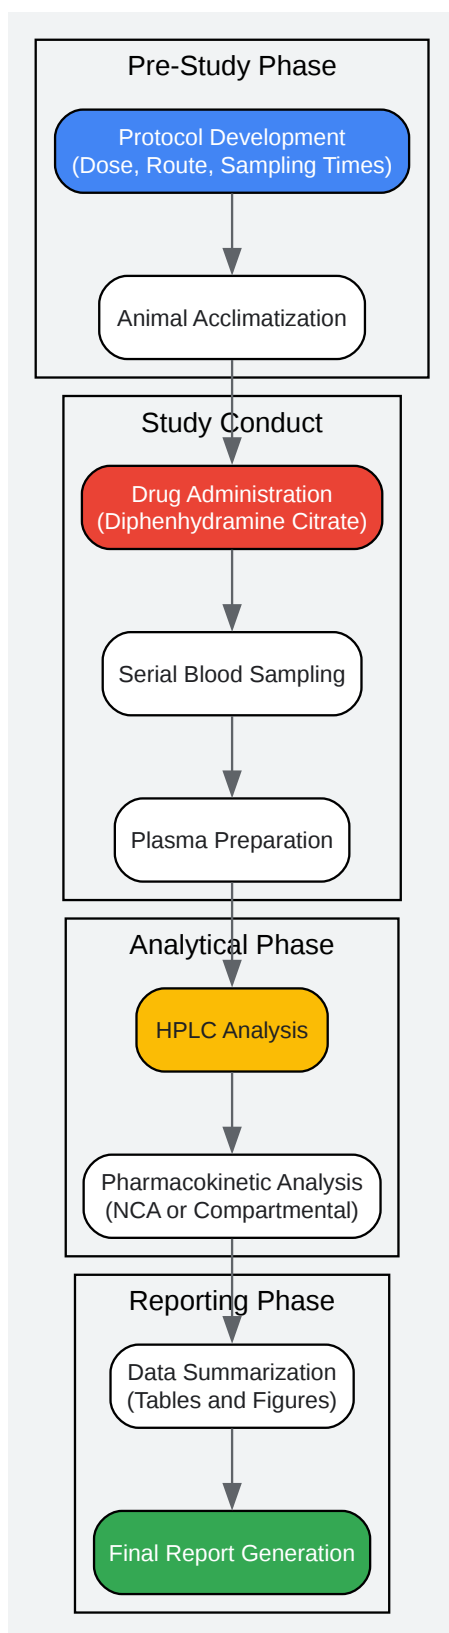 Pre-Study Phase
Protocol Development
(Dose, Route, Sampling Times)
Animal Acclimatization
Study Conduct
Drug Administration
(Diphenhydramine Citrate)
Serial Blood Sampling
Plasma Preparation
Analytical Phase
HPLC Analysis
Pharmacokinetic Analysis
(NCA or Compartmental)
Reporting Phase
Data Summarization
(Tables and Figures)
Final Report Generation